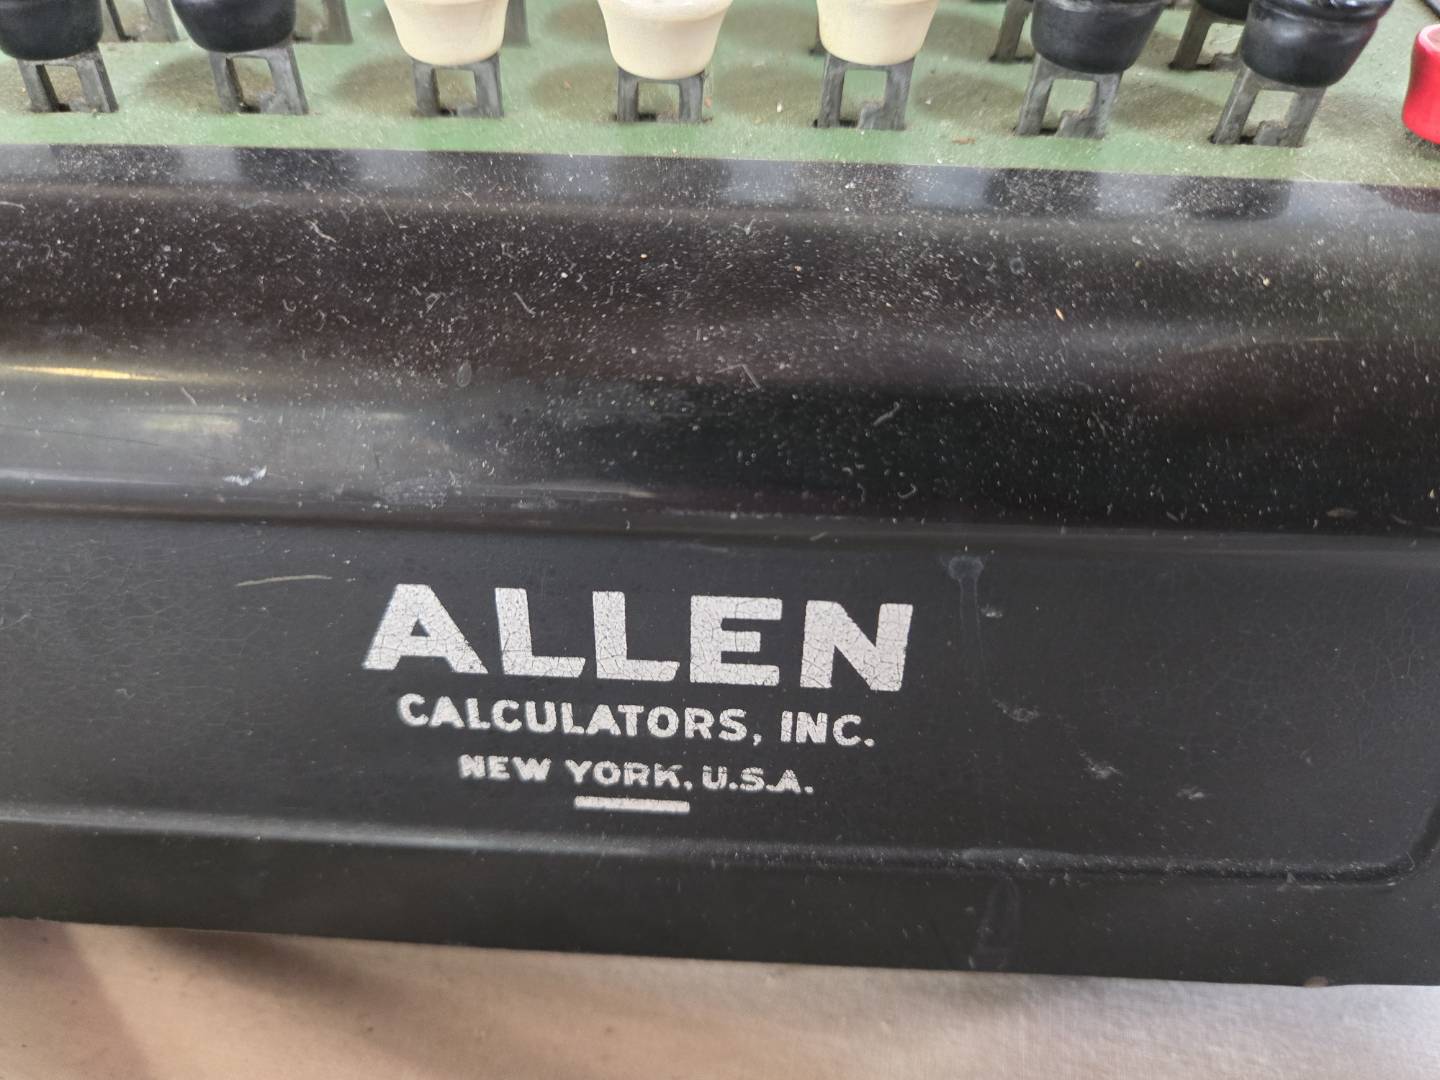 ALLEN
CALCULATORS, INC.
NEW YORK, U.S.A.